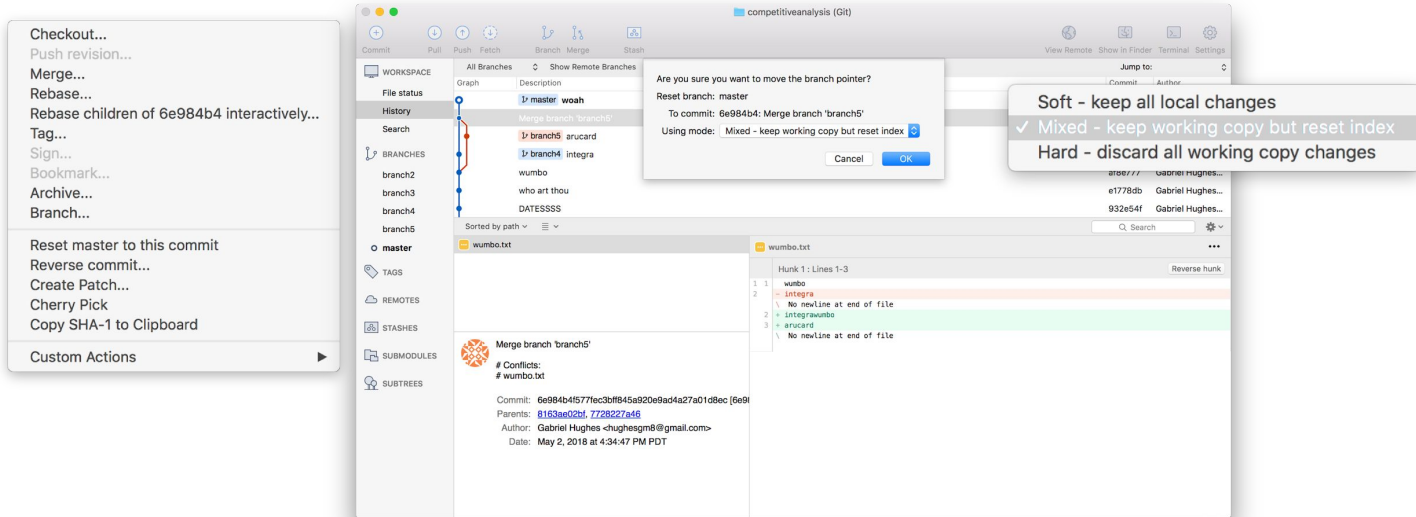 Checkout...
Push revision...
Merge...
Rebase...
Rebase children of 6e984b4 interactively...
Tag...
Sign...
Bookmark...
Archive...
Branch...
Reset master to this commit
Reverse commit...
Create Patch...
Cherry Pick
Copy SHA-1 to Clipboard
Custom Actions
competitiveanalysis (Git)
Commit Pull Push Fetch Branch Merge Stash View Remote Show in Finder Terminal Settings
WORKSPACE
File status
History
Search
BRANCHES
branch2
branch3
branch4
branch5
master
TAGS
REMOTES
STASHES
SUBMODULES
SUBTREES
All Branches Show Remote Branches Jump to:
Graph Description Commit Author
master woah
Merge branch 'branch5'
branch5 arucard
branch4 integra
wumbo af8e777 Gabriel Hughes...
who art thou e1778db Gabriel Hughes...
DATESSSS 932e54f Gabriel Hughes...
Are you sure you want to move the branch pointer?
Reset branch: master
To commit: 6e984b4: Merge branch 'branch5'
Using mode: Mixed - keep working copy but reset index
Cancel OK
Soft - keep all local changes
✓ Mixed - keep working copy but reset index
Hard - discard all working copy changes
Sorted by path Search
wumbo.txt
wumbo.txt
Hunk 1 : Lines 1-3 Reverse hunk
1 1 wumbo
2 - integra
\ No newline at end of file
2 + integrawumbo
3 + arucard
\ No newline at end of file
Merge branch 'branch5'
# Conflicts:
# wumbo.txt
Commit: 6e984b4f577fec3bff845a920e9ad4a27a01d8ec [6e9
Parents: 8163ae02bf, 7728227a46
Author: Gabriel Hughes <hughesgm8@gmail.com>
Date: May 2, 2018 at 4:34:47 PM PDT